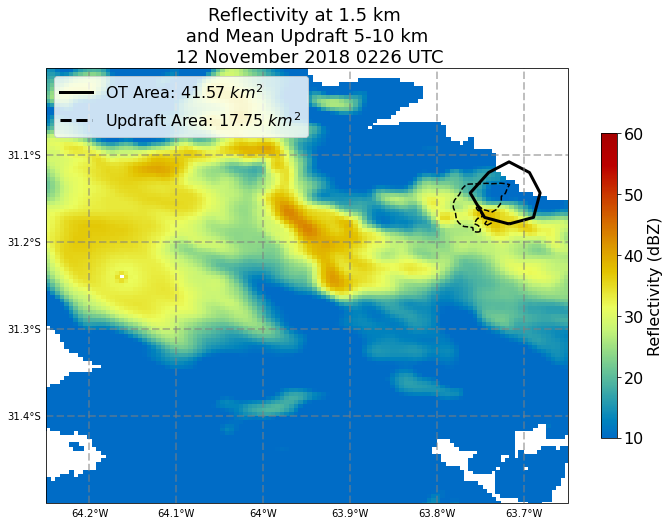 Reflectivity at 1.5 km
and Mean Updraft 5-10 km
12 November 2018 0226 UTC
OT Area: 41.57 km²
Updraft Area: 17.75 km²
31.1°S
31.2°S
31.3°S
31.4°S
64.2°W 64.1°W 64°W 63.9°W 63.8°W 63.7°W
60
50
40
30
20
10
Reflectivity (dBZ)